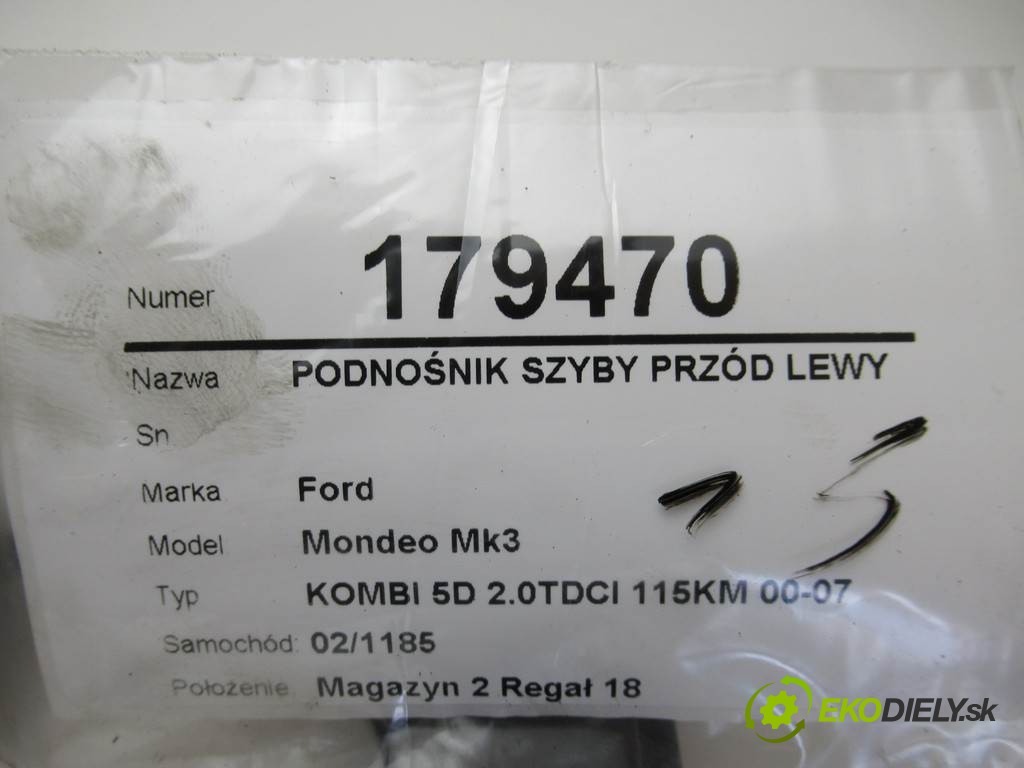 Numer 179470
Nazwa PODNOŚNIK SZYBY PRZÓD LEWY
Sn
Marka Ford
Model Mondeo Mk3
Typ KOMBI 5D 2.0TDCI 115KM 00-07
Samochód: 02/1185
Położenie Magazyn 2 Regał 18
15
EKODIELY.sk